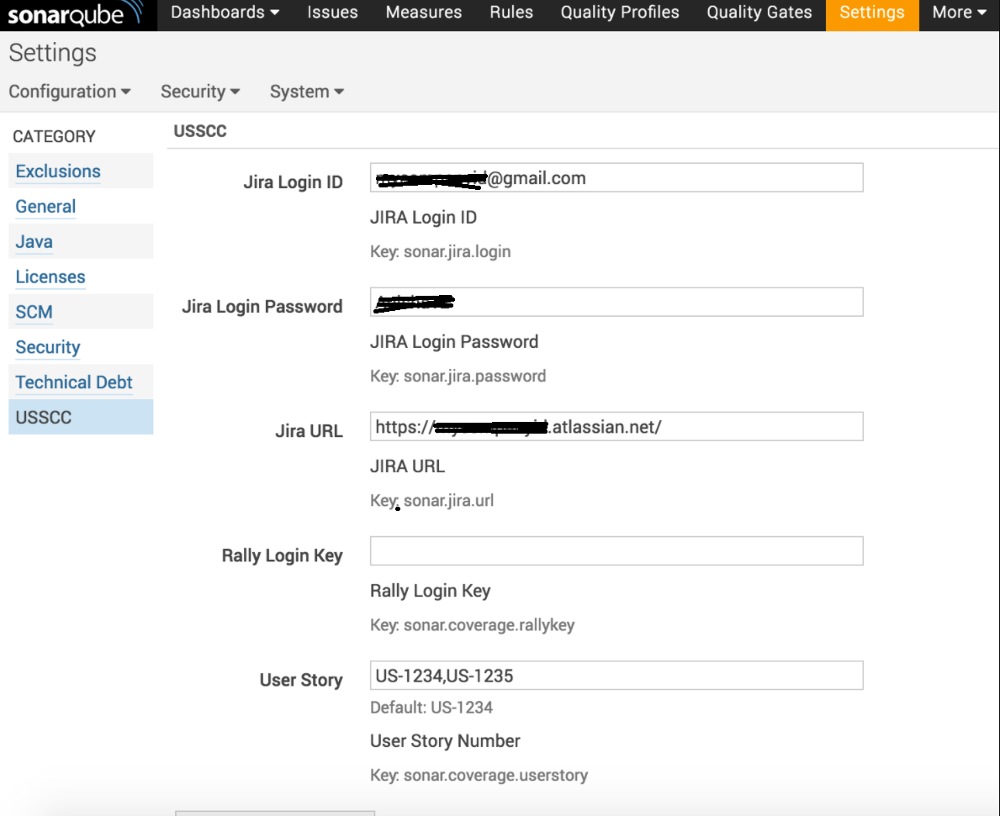 sonarqube Dashboards Issues Measures Rules Quality Profiles Quality Gates Settings More
Settings
Configuration Security System
CATEGORY
Exclusions
General
Java
Licenses
SCM
Security
Technical Debt
USSCC
USSCC
Jira Login ID @gmail.com
JIRA Login ID
Key: sonar.jira.login
Jira Login Password
JIRA Login Password
Key: sonar.jira.password
Jira URL https:// .atlassian.net/
JIRA URL
Key: sonar.jira.url
Rally Login Key
Rally Login Key
Key: sonar.coverage.rallykey
User Story US-1234,US-1235
Default: US-1234
User Story Number
Key: sonar.coverage.userstory